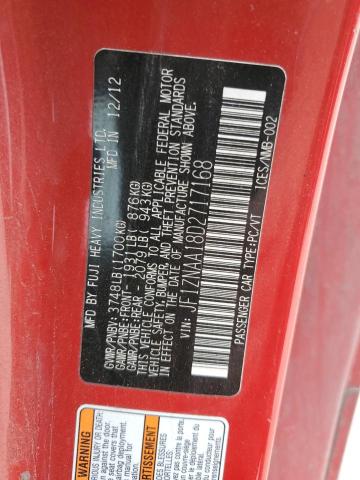 MFD BY FUJI HEAVY INDUSTRIES LTD.
MFD. IN 12/12
GVWR/PNBV: 3748LB(1700KG)
GAWR/PNBE:FRONT- 1931LB( 876KG)
GAWR/PNBE:REAR - 2079LB( 943KG)
THIS VEHICLE CONFORMS TO ALL APPLICABLE FEDERAL MOTOR
VEHICLE SAFETY, BUMPER, AND THEFT PREVENTION STANDARDS
IN EFFECT ON THE DATE OF MANUFACTURE SHOWN ABOVE.
VIN: JF1ZNAA18D2717168
PASSENGER CAR TYPE:PC/VT
ICES/NMB-002
AVERTISSEMENT